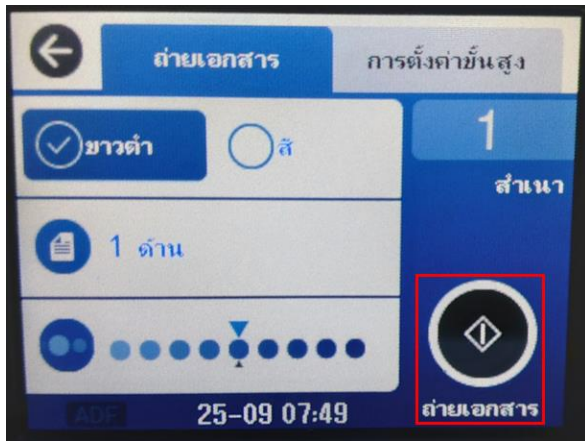 ถ่ายเอกสาร
การตั้งค่าขั้นสูง
ขาวดำ
สี
1
สำเนา
1 ด้าน
ADF
25-09 07:49
ถ่ายเอกสาร